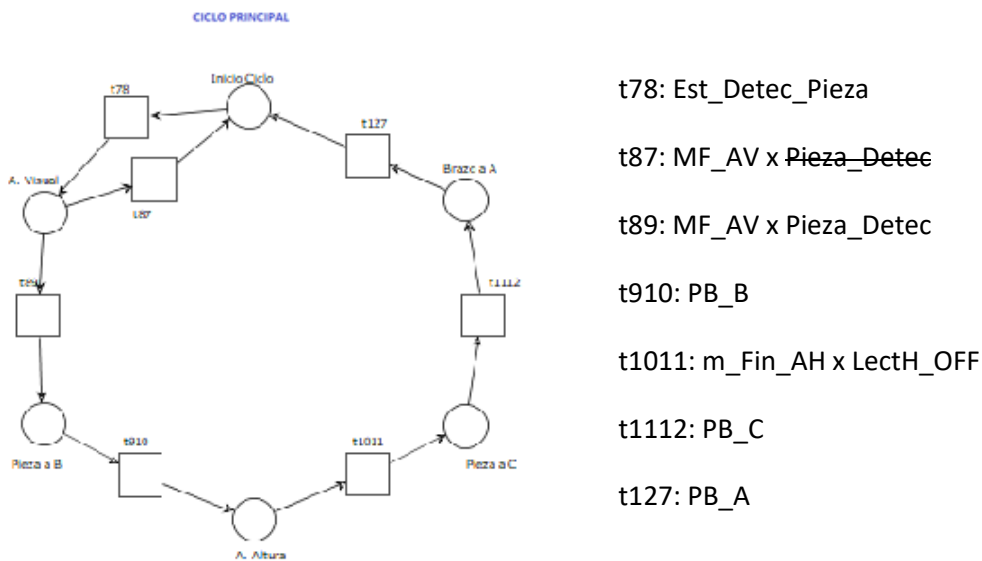 CICLO PRINCIPAL
Inicio Ciclo
t78
t127
t87
A. Visual
Brazo a A
t89
t1112
t910
t1011
Pieza a B
Pieza a C
A. Altura
t78: Est_Detec_Pieza
t87: MF_AV x Pieza_Detec
t89: MF_AV x Pieza_Detec
t910: PB_B
t1011: m_Fin_AH x LectH_OFF
t1112: PB_C
t127: PB_A